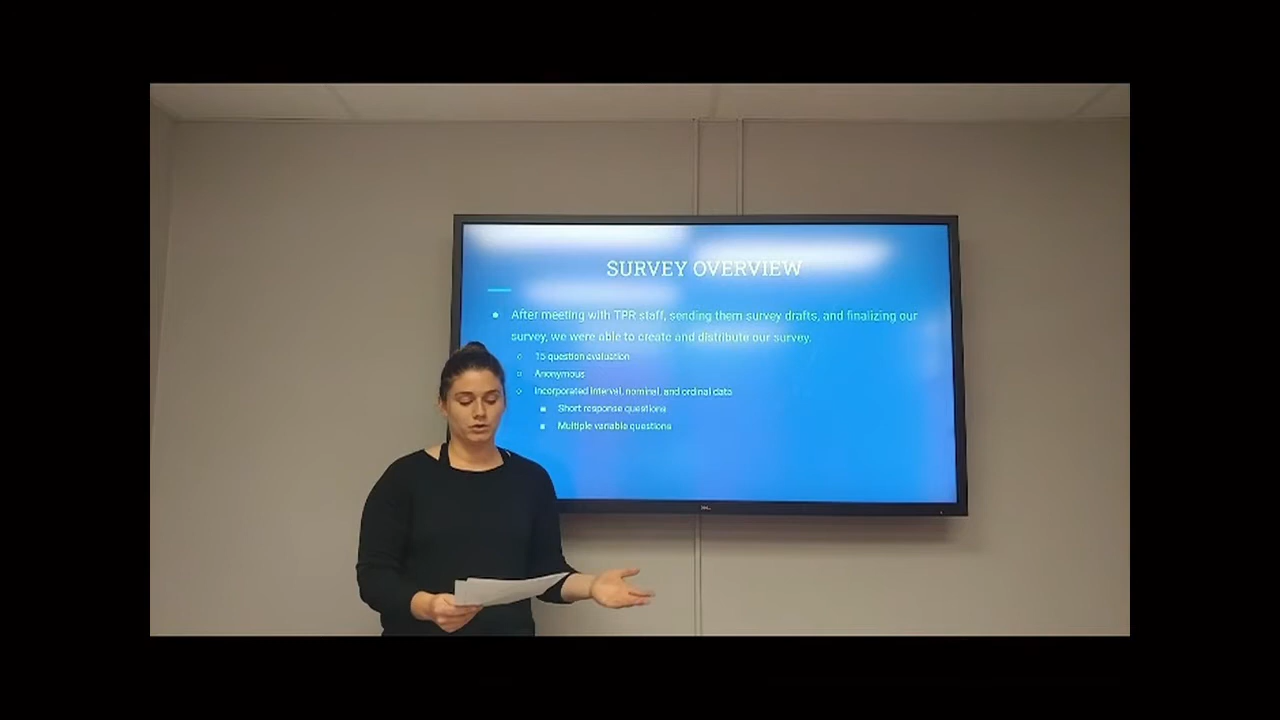 SURVEY OVERVIEW
After meeting with TPR staff, sending them survey drafts, and finalizing our
survey, we were able to create and distribute our survey.
15 question evaluation
Anonymous
Incorporated interval, nominal, and ordinal data
Short response questions
Multiple variable questions